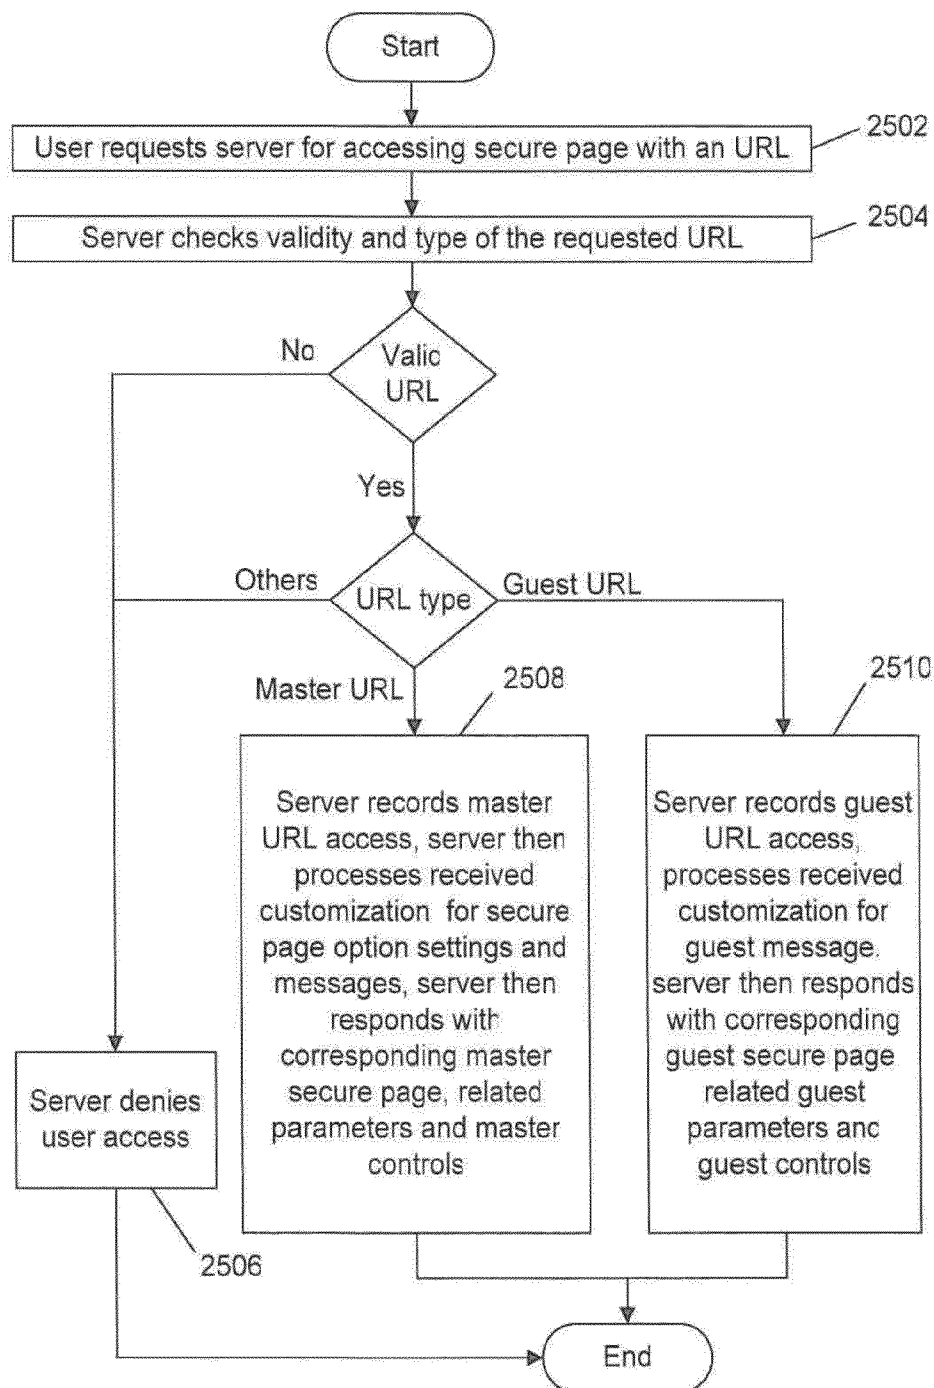 Start
User requests server for accessing secure page with an URL
2502
Server checks validity and type of the requested URL
2504
No
Valid
URL
Yes
Others
URL type
Guest URL
Master URL
2508
2510
Server records master
URL access, server then
processes received
customization for secure
page option settings and
messages, server then
responds with
corresponding master
secure page, related
parameters and master
controls
Server records guest
URL access,
processes received
customization for
guest message.
server then responds
with corresponding
guest secure page
related guest
parameters and
guest controls
Server denies
user access
2506
End